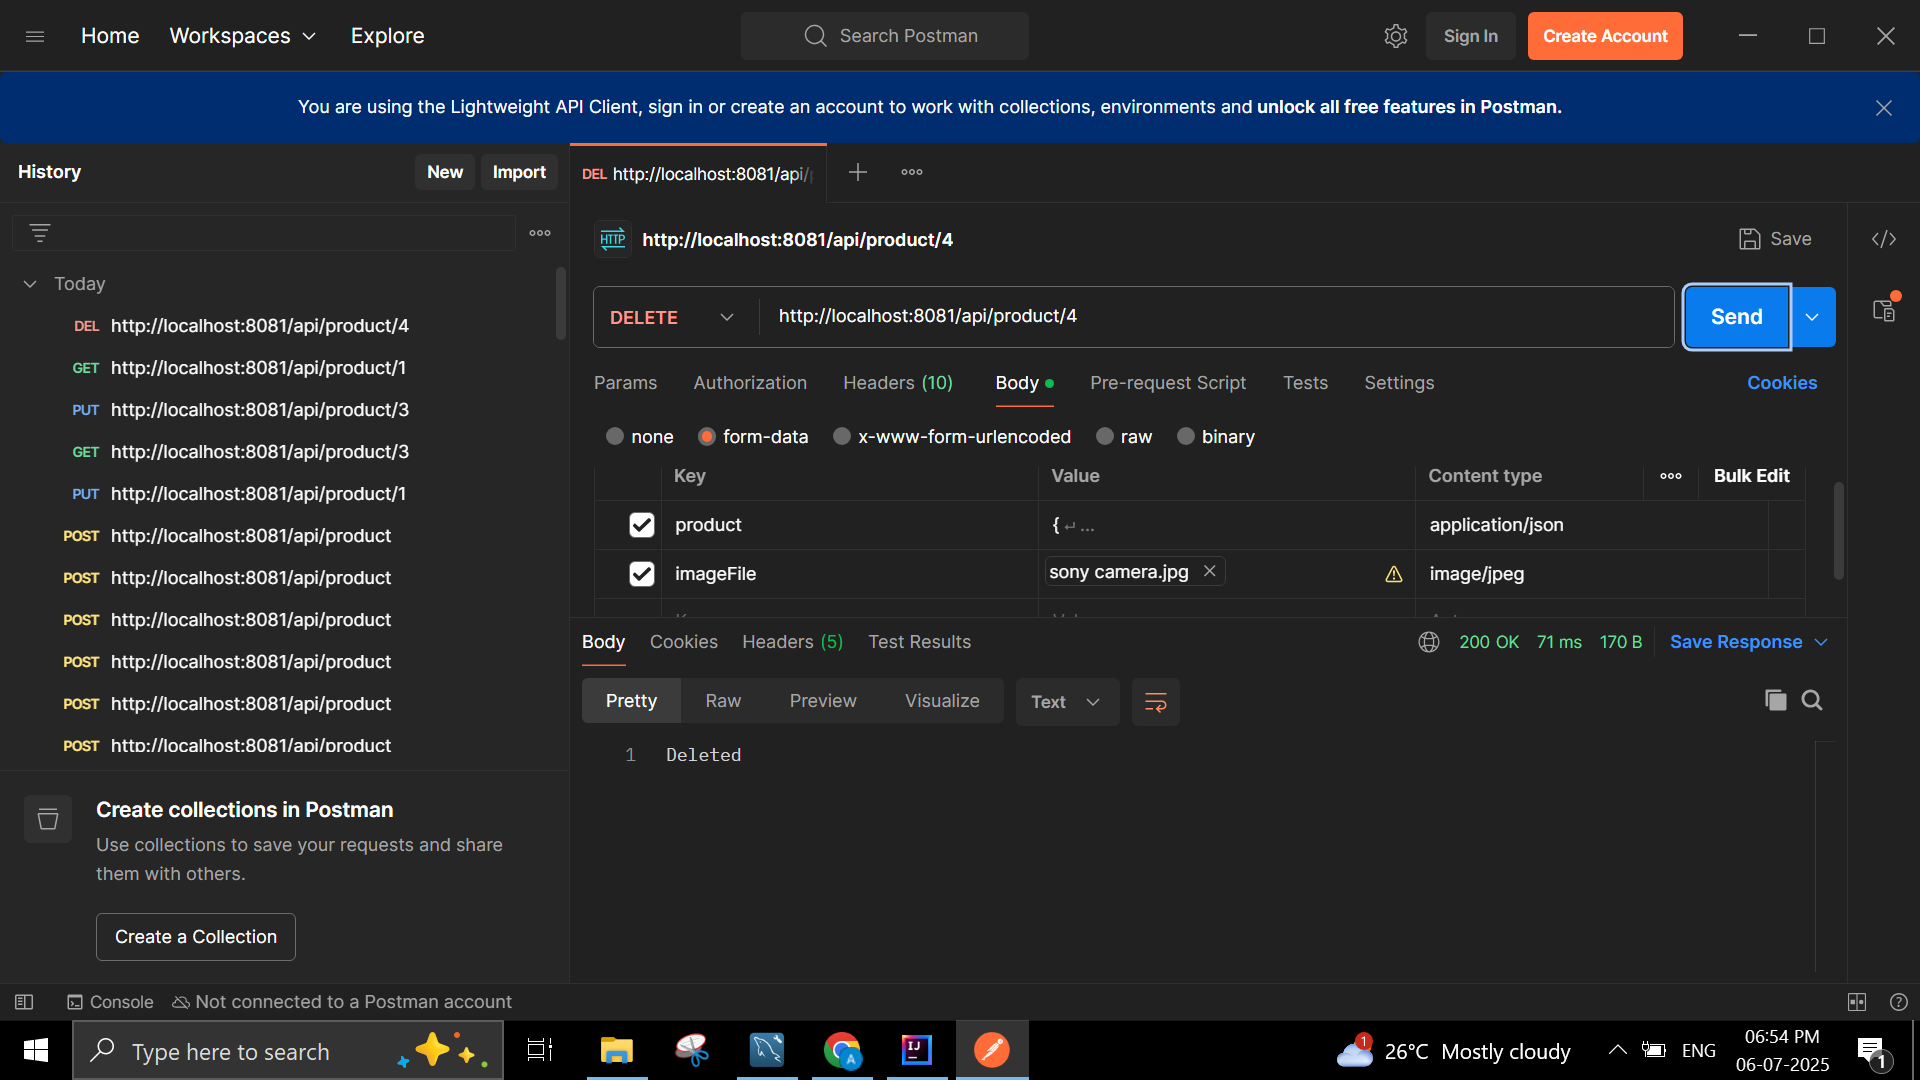 Home
Workspaces
Explore
Search Postman
Sign In
Create Account
You are using the Lightweight API Client, sign in or create an account to work with collections, environments and unlock all free features in Postman.
History
New
Import
DEL http://localhost:8081/api/
HTTP
http://localhost:8081/api/product/4
Save
Today
DEL http://localhost:8081/api/product/4
GET http://localhost:8081/api/product/1
PUT http://localhost:8081/api/product/3
GET http://localhost:8081/api/product/3
PUT http://localhost:8081/api/product/1
POST http://localhost:8081/api/product
POST http://localhost:8081/api/product
POST http://localhost:8081/api/product
POST http://localhost:8081/api/product
POST http://localhost:8081/api/product
POST http://localhost:8081/api/product
Create collections in Postman
Use collections to save your requests and share
them with others.
Create a Collection
DELETE
http://localhost:8081/api/product/4
Send
Params
Authorization
Headers (10)
Body
Pre-request Script
Tests
Settings
Cookies
none
form-data
x-www-form-urlencoded
raw
binary
Key
Value
Content type
Bulk Edit
product
{ ↵ ...
application/json
imageFile
sony camera.jpg
image/jpeg
Body
Cookies
Headers (5)
Test Results
200 OK
71 ms
170 B
Save Response
Pretty
Raw
Preview
Visualize
Text
1 Deleted
Console
Not connected to a Postman account
Type here to search
IJ
A
1
26°C Mostly cloudy
ENG
06:54 PM
06-07-2025
1